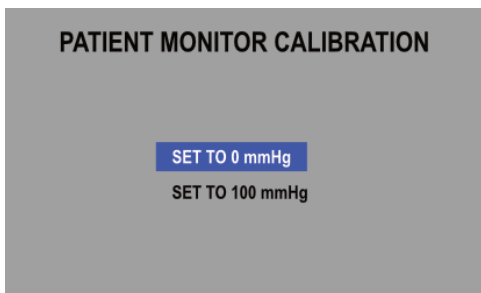 PATIENT MONITOR CALIBRATION
SET TO 0 mmHg
SET TO 100 mmHg